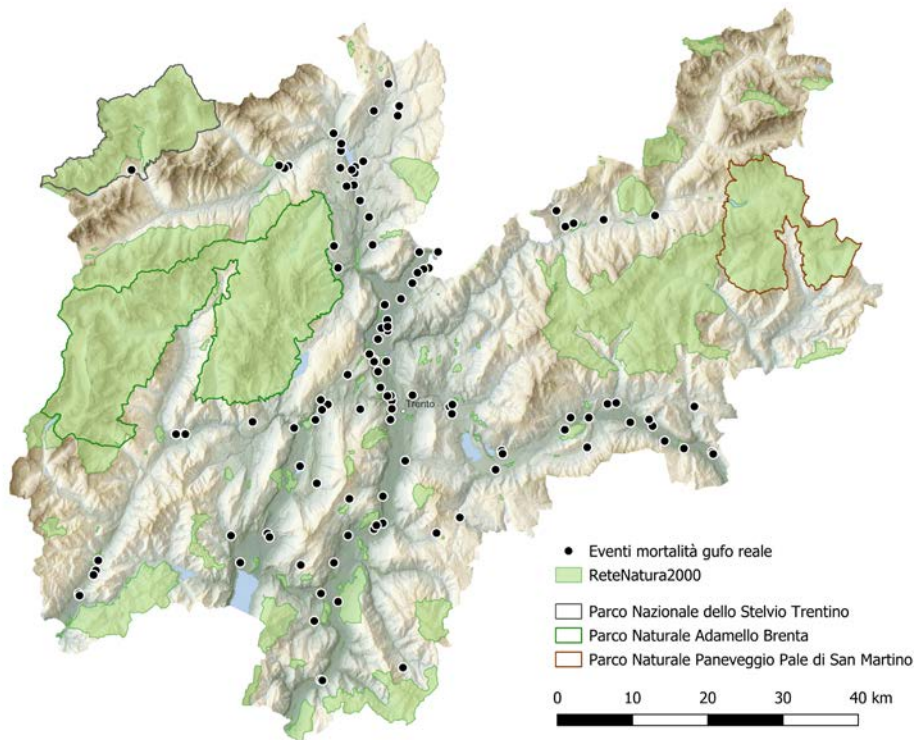 Trento
Eventi mortalità gufo reale
ReteNatura2000
Parco Nazionale dello Stelvio Trentino
Parco Naturale Adamello Brenta
Parco Naturale Paneveggio Pale di San Martino
0 10 20 30 40 km